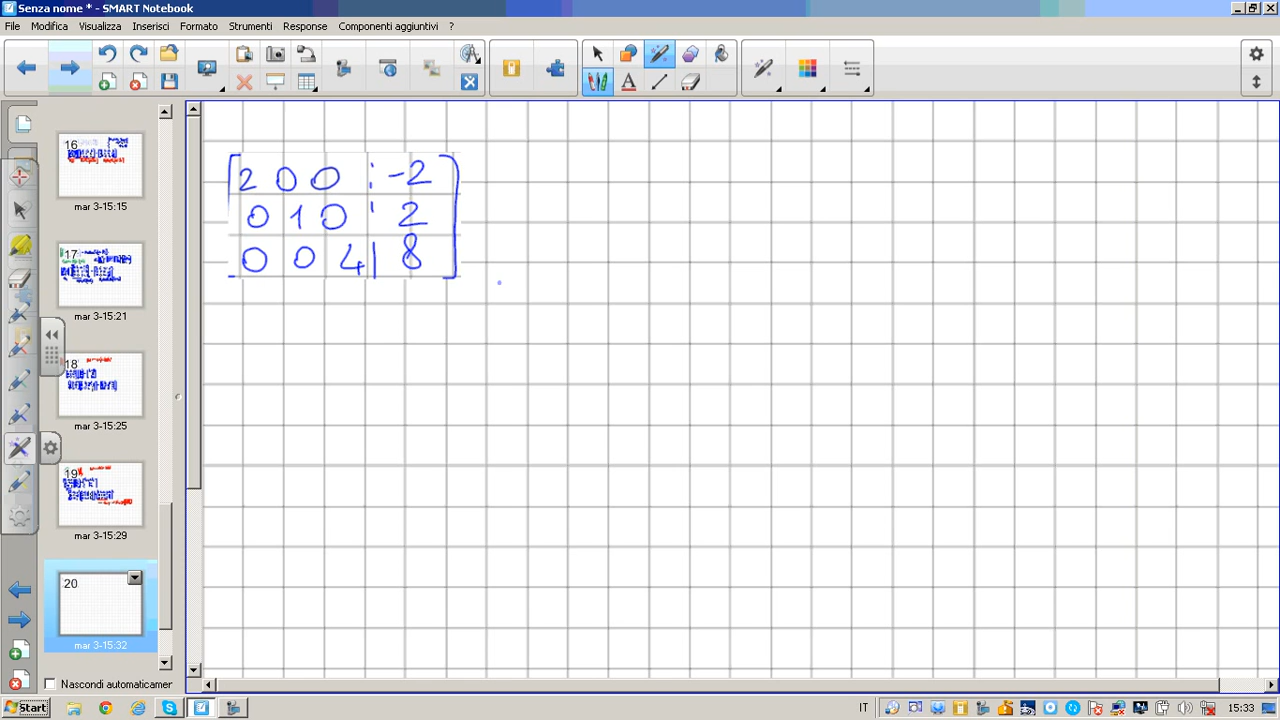 Senza nome * - SMART Notebook
File Modifica Visualizza Inserisci Formato Strumenti Response Componenti aggiuntivi ?
2 0 0 ¦ -2
0 1 0 ¦ 2
0 0 4 | 8
16
mar 3-15:15
17
mar 3-15:21
18
mar 3-15:25
19
mar 3-15:29
20
mar 3-15:32
Nascondi automaticamer
Start
IT
15:33